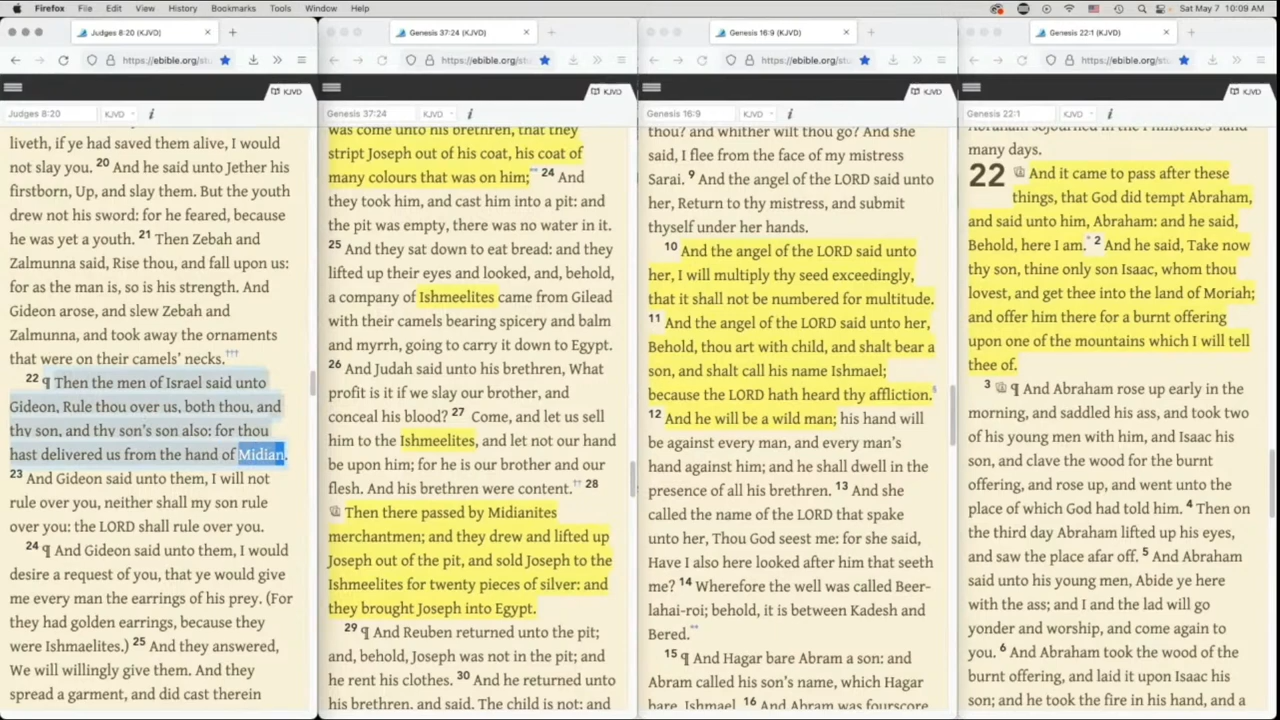 Firefox File Edit View History Bookmarks Tools Window Help
Sat May 7 10:09 AM
Judges 8:20 (KJVD)
https://ebible.org/stu
KJVD
Judges 8:20 KJVD i
liveth, if ye had saved them alive, I would
not slay you. 20 And he said unto Jether his
firstborn, Up, and slay them. But the youth
drew not his sword: for he feared, because
he was yet a youth. 21 Then Zebah and
Zalmunna said, Rise thou, and fall upon us:
for as the man is, so is his strength. And
Gideon arose, and slew Zebah and
Zalmunna, and took away the ornaments
that were on their camels’ necks.†††
22 ¶ Then the men of Israel said unto
Gideon, Rule thou over us, both thou, and
thy son, and thy son’s son also: for thou
hast delivered us from the hand of Midian.
23 And Gideon said unto them, I will not
rule over you, neither shall my son rule
over you: the LORD shall rule over you.
24 ¶ And Gideon said unto them, I would
desire a request of you, that ye would give
me every man the earrings of his prey. (For
they had golden earrings, because they
were Ishmaelites.) 25 And they answered,
We will willingly give them. And they
spread a garment, and did cast therein
Genesis 37:24 (KJVD)
https://ebible.org/stu
KJVD
Genesis 37:24 KJVD i
was come unto his brethren, that they
stript Joseph out of his coat, his coat of
many colours that was on him;** 24 And
they took him, and cast him into a pit: and
the pit was empty, there was no water in it.
25 And they sat down to eat bread: and they
lifted up their eyes and looked, and, behold,
a company of Ishmeelites came from Gilead
with their camels bearing spicery and balm
and myrrh, going to carry it down to Egypt.
26 And Judah said unto his brethren, What
profit is it if we slay our brother, and
conceal his blood? 27 Come, and let us sell
him to the Ishmeelites, and let not our hand
be upon him; for he is our brother and our
flesh. And his brethren were content.†† 28
Then there passed by Midianites
merchantmen; and they drew and lifted up
Joseph out of the pit, and sold Joseph to the
Ishmeelites for twenty pieces of silver: and
they brought Joseph into Egypt.
29 ¶ And Reuben returned unto the pit;
and, behold, Joseph was not in the pit; and
he rent his clothes. 30 And he returned unto
his brethren, and said, The child is not; and
Genesis 16:9 (KJVD)
https://ebible.org/stu
KJVD
Genesis 16:9 KJVD i
thou? and whither wilt thou go? And she
said, I flee from the face of my mistress
Sarai. 9 And the angel of the LORD said unto
her, Return to thy mistress, and submit
thyself under her hands.
10 And the angel of the LORD said unto
her, I will multiply thy seed exceedingly,
that it shall not be numbered for multitude.
11 And the angel of the LORD said unto her,
Behold, thou art with child, and shalt bear a
son, and shalt call his name Ishmael;
because the LORD hath heard thy affliction.§
12 And he will be a wild man; his hand will
be against every man, and every man’s
hand against him; and he shall dwell in the
presence of all his brethren. 13 And she
called the name of the LORD that spake
unto her, Thou God seest me: for she said,
Have I also here looked after him that seeth
me? 14 Wherefore the well was called Beer-
lahai-roi; behold, it is between Kadesh and
Bered.**
15 ¶ And Hagar bare Abram a son: and
Abram called his son’s name, which Hagar
bare, Ishmael. 16 And Abram was fourscore
Genesis 22:1 (KJVD)
https://ebible.org/stu
KJVD
Genesis 22:1 KJVD i
Abraham sojourned in the Philistines’ land
many days.
22 And it came to pass after these
things, that God did tempt Abraham,
and said unto him, Abraham: and he said,
Behold, here I am.* 2 And he said, Take now
thy son, thine only son Isaac, whom thou
lovest, and get thee into the land of Moriah;
and offer him there for a burnt offering
upon one of the mountains which I will tell
thee of.
3 ¶ And Abraham rose up early in the
morning, and saddled his ass, and took two
of his young men with him, and Isaac his
son, and clave the wood for the burnt
offering, and rose up, and went unto the
place of which God had told him. 4 Then on
the third day Abraham lifted up his eyes,
and saw the place afar off. 5 And Abraham
said unto his young men, Abide ye here
with the ass; and I and the lad will go
yonder and worship, and come again to
you. 6 And Abraham took the wood of the
burnt offering, and laid it upon Isaac his
son; and he took the fire in his hand, and a